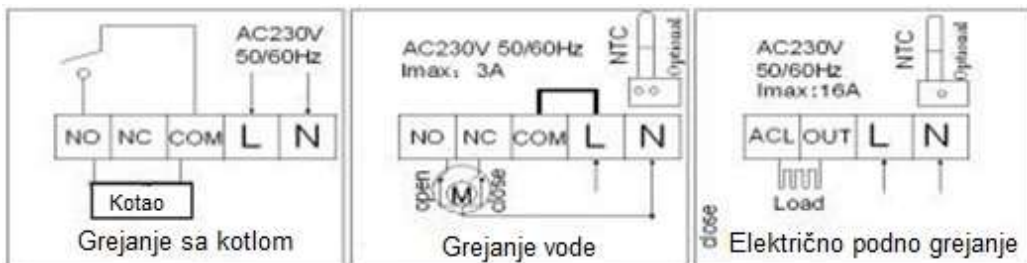 AC230V
50/60Hz
NO NC COM L N
Kotao
Grejanje sa kotlom
AC230V 50/60Hz
Imax: 3A
NTC
Optional
NO NC COM L N
open
M
close
Grejanje vode
AC230V
50/60Hz
Imax:16A
NTC
Optional
ACL OUT L N
Load
close
Električno podno grejanje